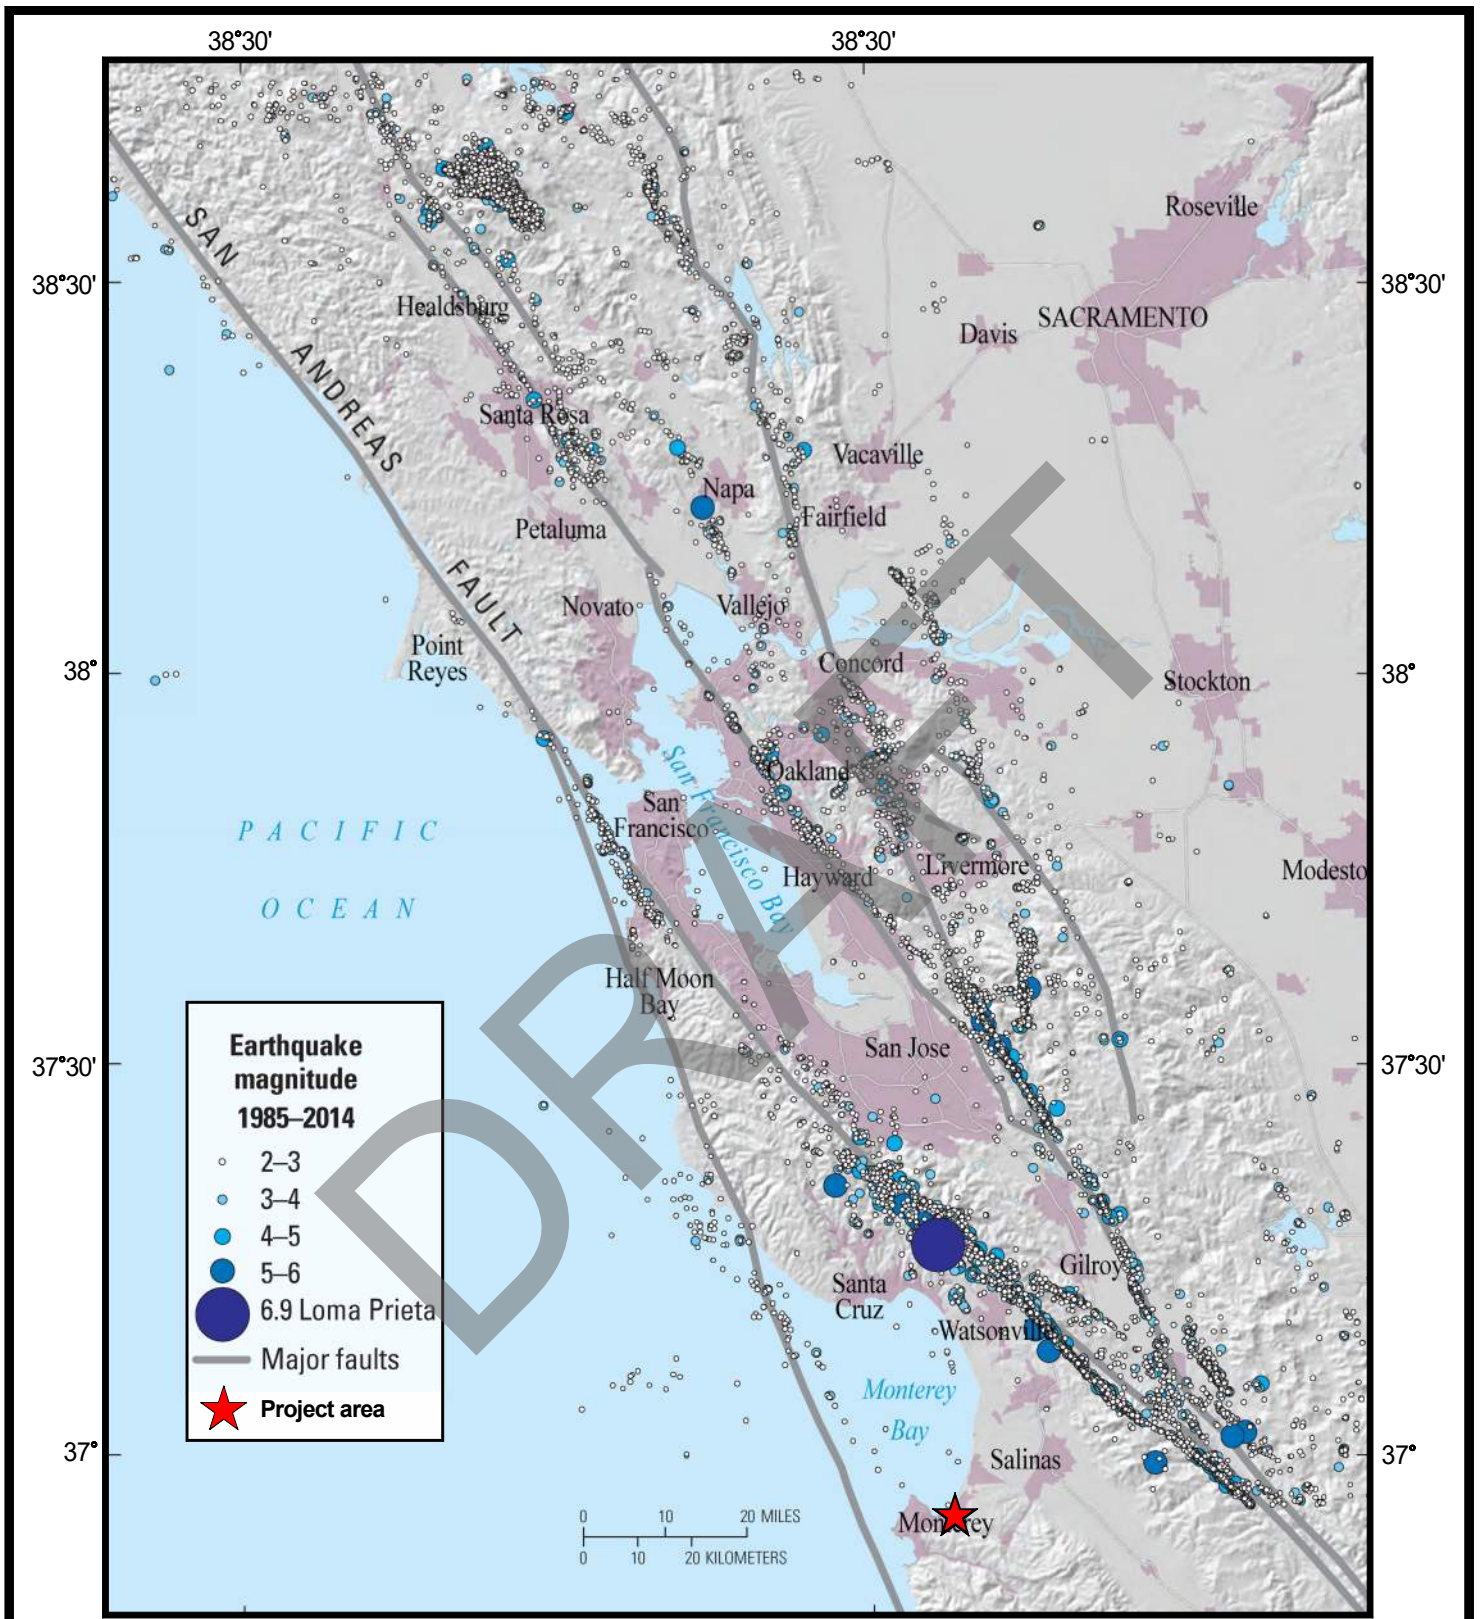 38°30' 38°30'
SAN ANDREAS FAULT
Roseville
38°30' 38°30'
Healdsburg
SACRAMENTO
Davis
Santa Rosa
Vacaville
Napa
Fairfield
Petaluma
Novato
Vallejo
Point
Reyes
Concord
38° 38°
Stockton
Oakland
San Francisco Bay
San
Francisco
PACIFIC
OCEAN
Livermore
Hayward
Modesto
Half Moon
Bay
San Jose
37°30' 37°30'
Earthquake
magnitude
1985–2014
2–3
3–4
4–5
5–6
6.9 Loma Prieta
Major faults
Project area
Gilroy
Santa
Cruz
Watsonville
Monterey
Bay
Salinas
37° 37°
Monterey
0 10 20 MILES
0 10 20 KILOMETERS
DRAFT